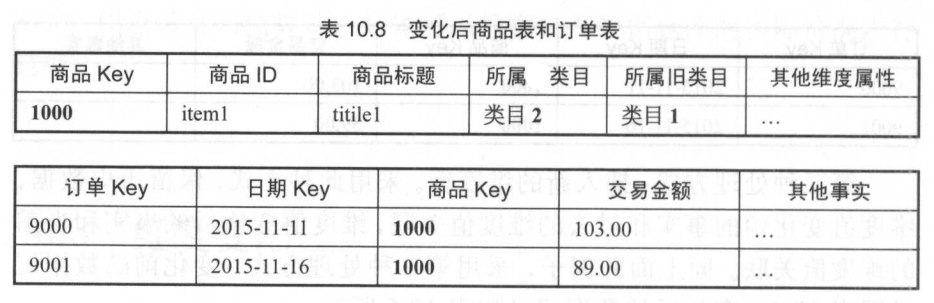 表 10.8 变化后商品表和订单表
商品 Key 商品 ID 商品标题 所属 类目 所属旧类目 其他维度属性
1000 item1 titile1 类目 2 类目 1 …
订单 Key 日期 Key 商品 Key 交易金额 其他事实
9000 2015-11-11 1000 103.00 …
9001 2015-11-16 1000 89.00 …